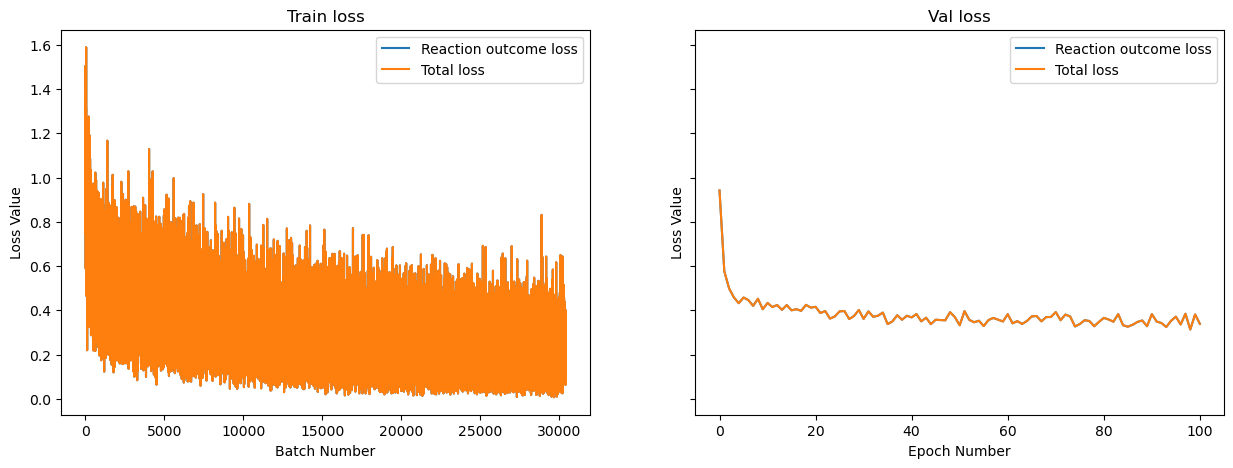 Train loss
Loss Value
1.6
1.4
1.2
1.0
0.8
0.6
0.4
0.2
0.0
Reaction outcome loss
Total loss
0
5000
10000
15000
20000
25000
30000
Batch Number
Val loss
Loss Value
Reaction outcome loss
Total loss
0
20
40
60
80
100
Epoch Number